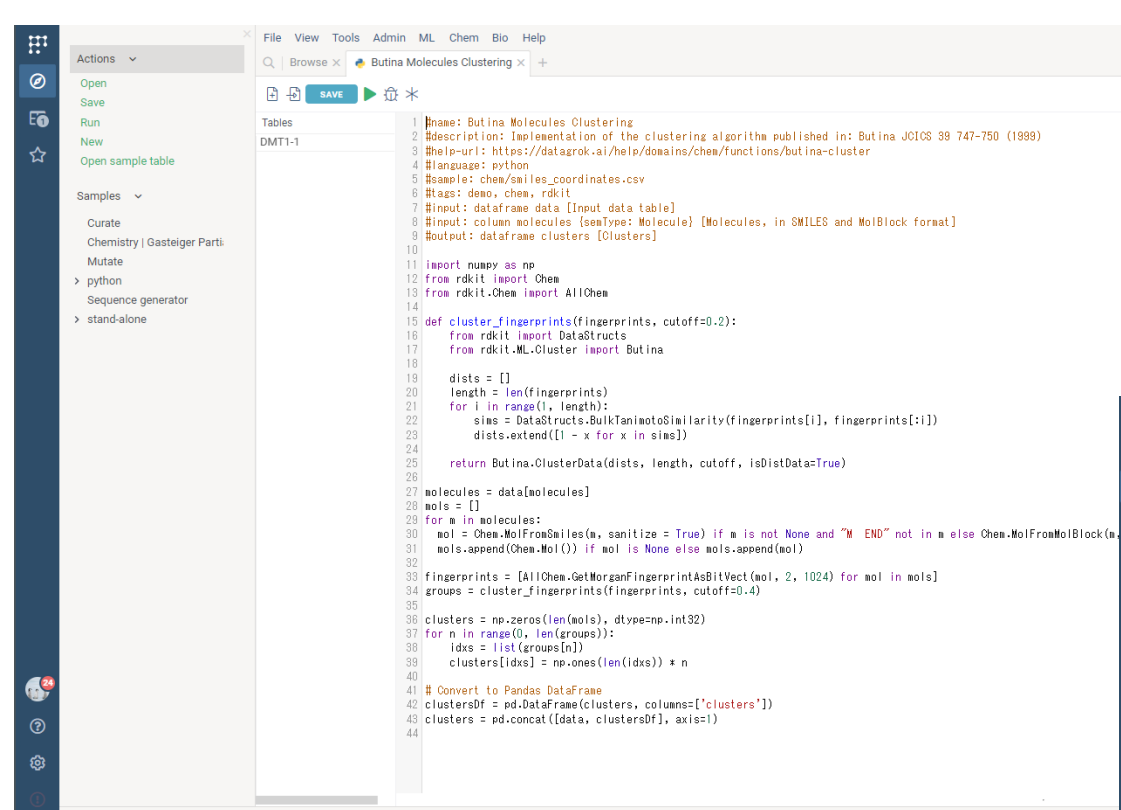 File View Tools Admin ML Chem Bio Help
Actions
Browse × Butina Molecules Clustering × +
Open
Save
Run
New
Open sample table
Samples
Curate
Chemistry | Gasteiger Parti
Mutate
> python
Sequence generator
> stand-alone
24
1
SAVE
Tables
DMT1-1
1 #name: Butina Molecules Clustering
2 #description: Implementation of the clustering algorithm published in: Butina JCICS 39 747-750 (1999)
3 #help-url: https://datagrok.ai/help/domains/chem/functions/butina-cluster
4 #language: python
5 #sample: chem/smiles_coordinates.csv
6 #tags: demo, chem, rdkit
7 #input: dataframe data [Input data table]
8 #input: column molecules {semType: Molecule} [Molecules, in SMILES and MolBlock format]
9 #output: dataframe clusters [Clusters]
10
11 import numpy as np
12 from rdkit import Chem
13 from rdkit.Chem import AllChem
14
15 def cluster_fingerprints(fingerprints, cutoff=0.2):
16     from rdkit import DataStructs
17     from rdkit.ML.Cluster import Butina
18
19     dists = []
20     length = len(fingerprints)
21     for i in range(1, length):
22         sims = DataStructs.BulkTanimotoSimilarity(fingerprints[i], fingerprints[:i])
23         dists.extend([1 - x for x in sims])
24
25     return Butina.ClusterData(dists, length, cutoff, isDistData=True)
26
27 molecules = data[molecules]
28 mols = []
29 for m in molecules:
30   mol = Chem.MolFromSmiles(m, sanitize = True) if m is not None and "M  END" not in m else Chem.MolFromMolBlock(m,
31   mols.append(Chem.Mol()) if mol is None else mols.append(mol)
32
33 fingerprints = [AllChem.GetMorganFingerprintAsBitVect(mol, 2, 1024) for mol in mols]
34 groups = cluster_fingerprints(fingerprints, cutoff=0.4)
35
36 clusters = np.zeros(len(mols), dtype=np.int32)
37 for n in range(0, len(groups)):
38     idxs = list(groups[n])
39     clusters[idxs] = np.ones(len(idxs)) * n
40
41 # Convert to Pandas DataFrame
42 clustersDf = pd.DataFrame(clusters, columns=['clusters'])
43 clusters = pd.concat([data, clustersDf], axis=1)
44